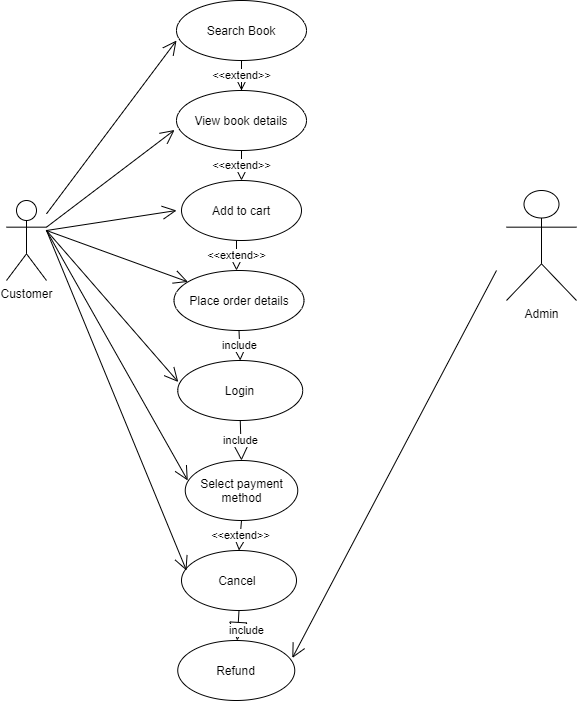 Search Book
<<extend>>
View book details
<<extend>>
Add to cart
<<extend>>
Customer
Place order details
Admin
include
Login
include
Select payment
method
<<extend>>
Cancel
include
Refund